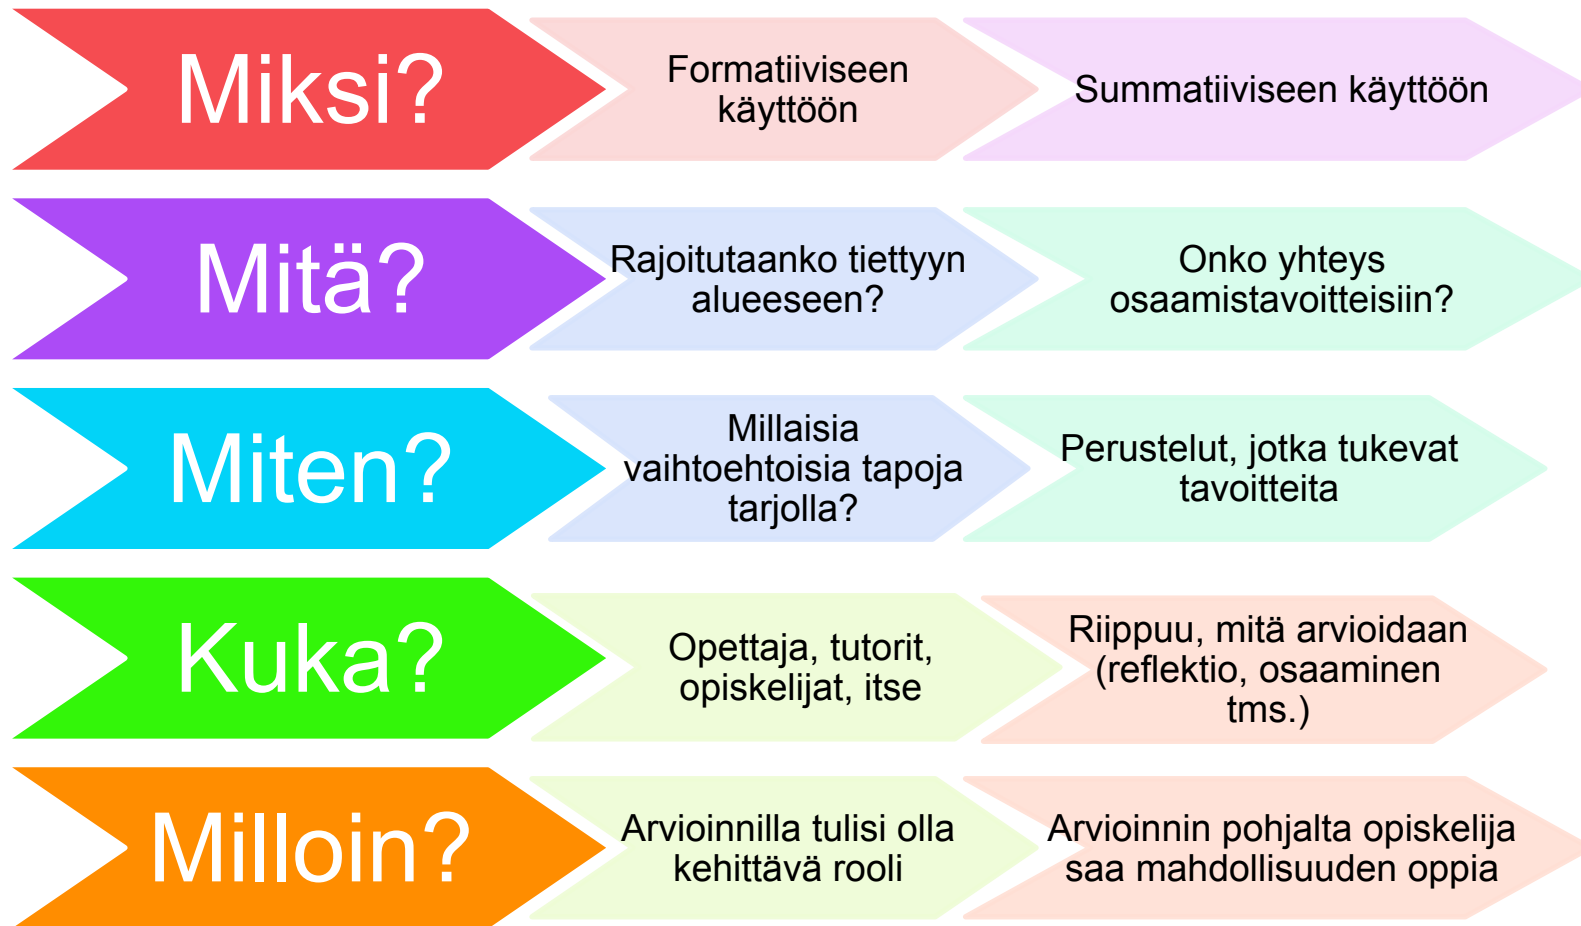 Miksi?
Formatiiviseen
käyttöön
Summatiiviseen käyttöön
Mitä?
Rajoitutaanko tiettyyn
alueeseen?
Onko yhteys
osaamistavoitteisiin?
Miten?
Millaisia
vaihtoehtoisia tapoja
tarjolla?
Perustelut, jotka tukevat
tavoitteita
Kuka?
Opettaja, tutorit,
opiskelijat, itse
Riippuu, mitä arvioidaan
(reflektio, osaaminen
tms.)
Milloin?
Arvioinnilla tulisi olla
kehittävä rooli
Arvioinnin pohjalta opiskelija
saa mahdollisuuden oppia